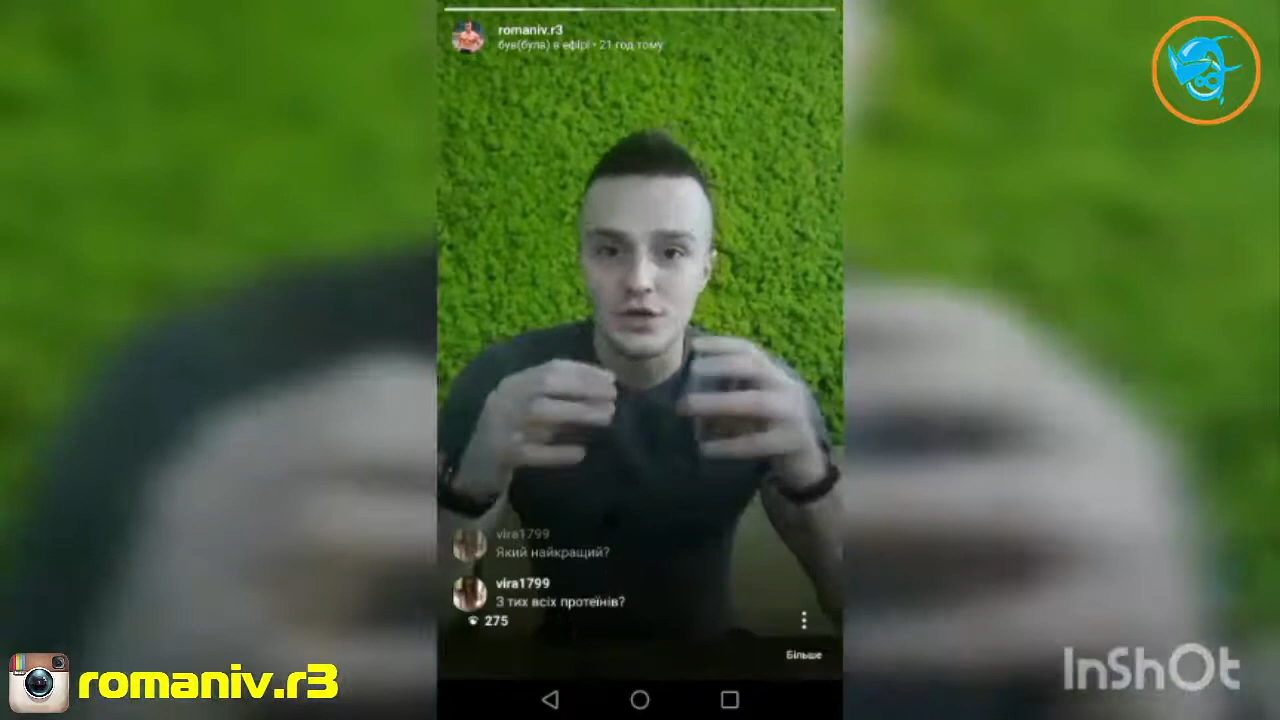 romaniv.r3
був(була) в ефірі • 21 год тому
vira1799
Який найкращий?
vira1799
З тих всіх протеїнів?
275
Більше
romaniv.r3
InShOt